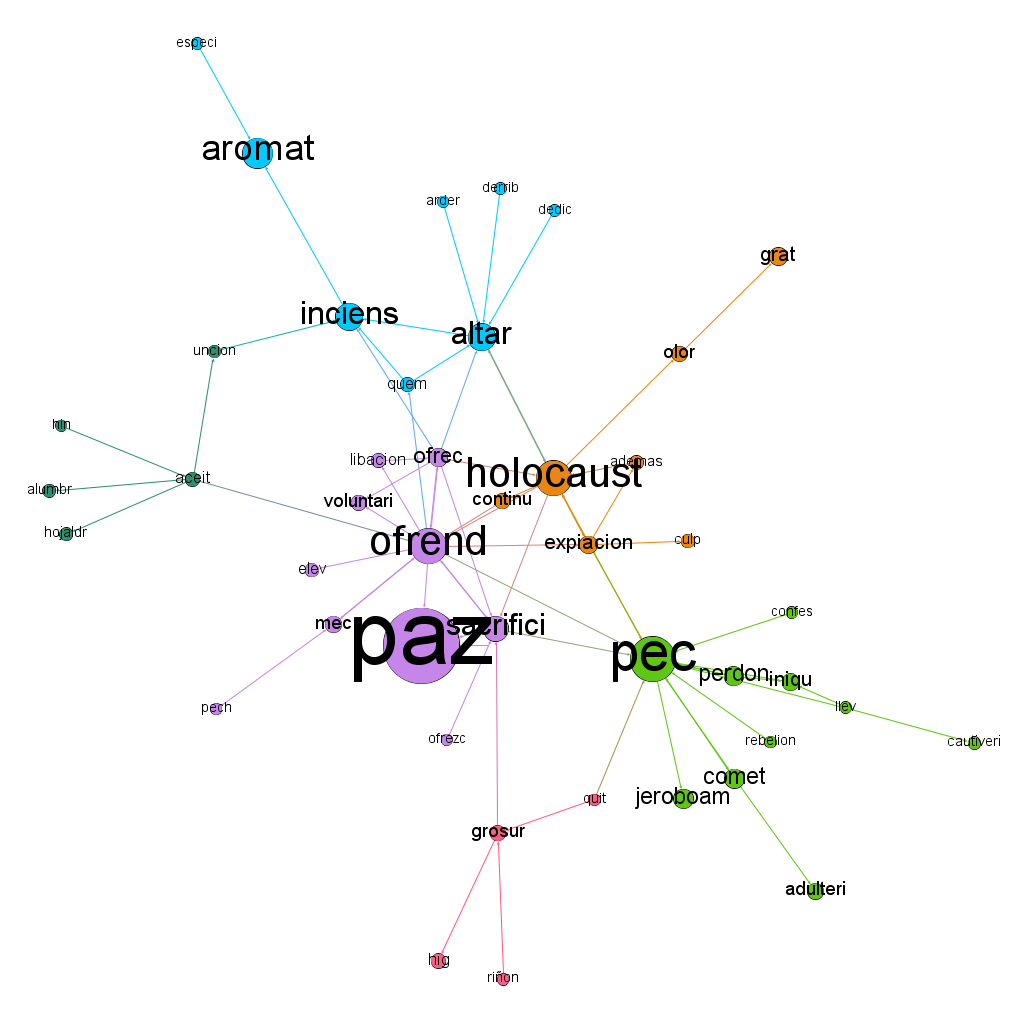 especi
aromat
derrib
arder
dedic
grat
inciens
altar
olor
uncion
quem
hin
ofrec
libacion
ademas
holocaust
aceit
alumbr
voluntari
continu
hojaldr
ofrend
expiacion
culp
elev
confies
mec
paz
sacrifici
pec
perdon
iniqu
pech
llev
ofrezc
rebelion
cautiveri
comet
jeroboam
quit
grosur
adulteri
riñon